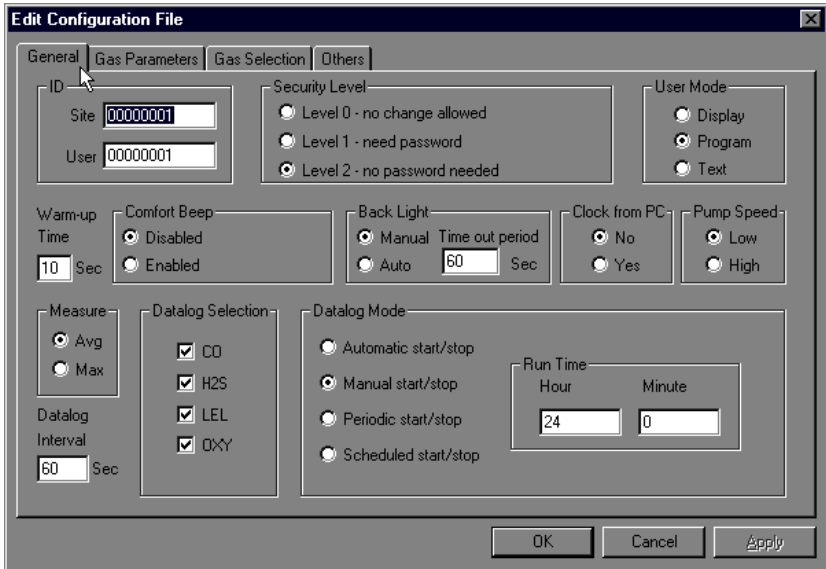 Edit Configuration File
General Gas Parameters Gas Selection Others
ID
Site 00000001
User 00000001
Security Level
Level 0 - no change allowed
Level 1 - need password
Level 2 - no password needed
User Mode
Display
Program
Text
Warm-up
Time
10 Sec
Comfort Beep
Disabled
Enabled
Back Light
Manual Time out period
Auto 60 Sec
Clock from PC
No
Yes
Pump Speed
Low
High
Measure
Avg
Max
Datalog
Interval
60 Sec
Datalog Selection
CO
H2S
LEL
OXY
Datalog Mode
Automatic start/stop
Manual start/stop
Periodic start/stop
Scheduled start/stop
Run Time
Hour Minute
24 0
OK Cancel Apply